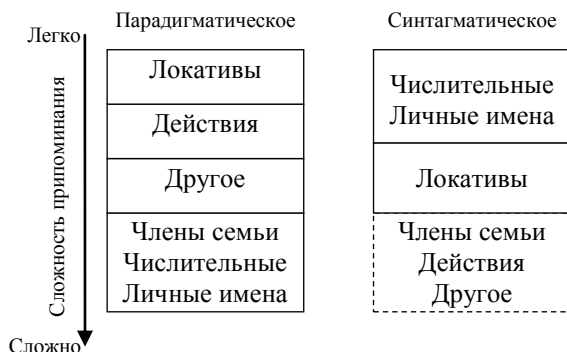 Парадигматическое
Синтагматическое
Легко
Сложность припоминания
Сложно
Локативы
Действия
Другое
Члены семьи
Числительные
Личные имена
Числительные
Личные имена
Локативы
Члены семьи
Действия
Другое